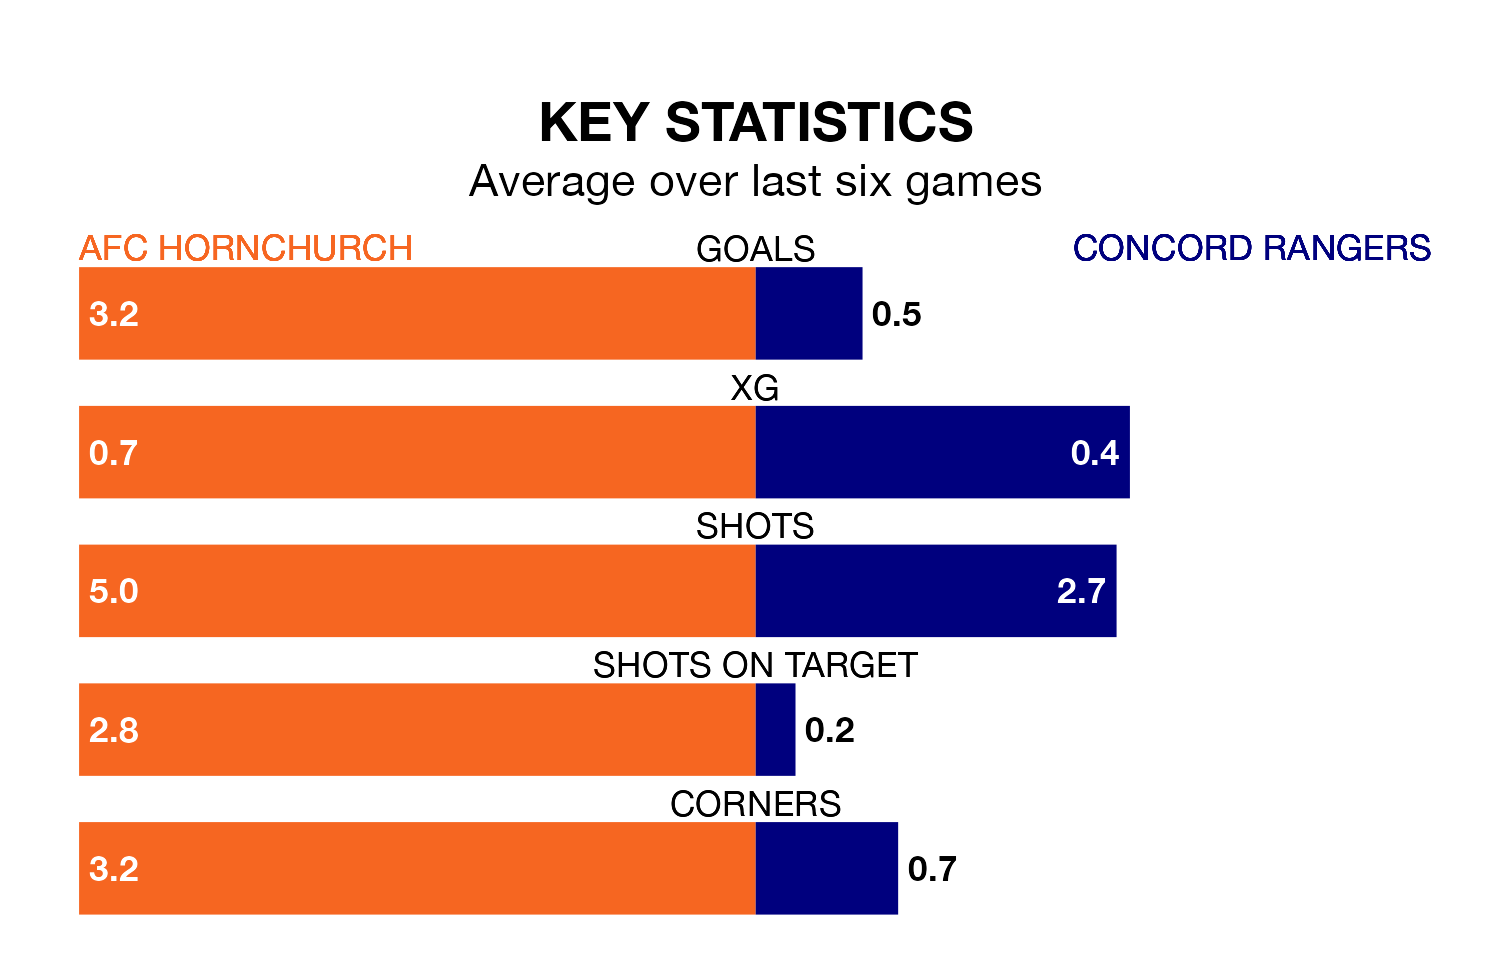 KEY STATISTICS
Average over last six games
AFC HORNCHURCH GOALS CONCORD RANGERS
3.2 0.5
XG
0.7 0.4
SHOTS
5.0 2.7
SHOTS ON TARGET
2.8 0.2
CORNERS
3.2 0.7